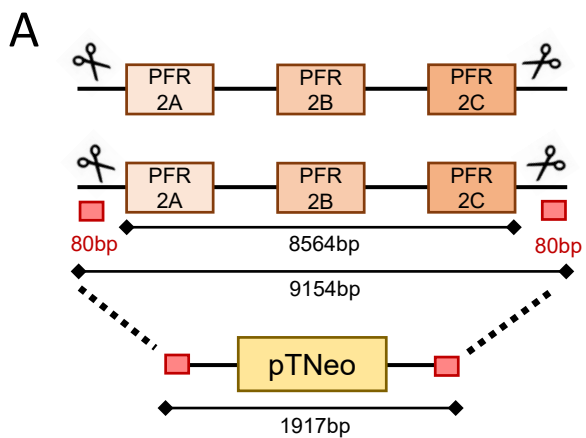 A
PFR
2A
PFR
2B
PFR
2C
PFR
2A
PFR
2B
PFR
2C
80bp
8564bp
80bp
9154bp
pTNeo
1917bp